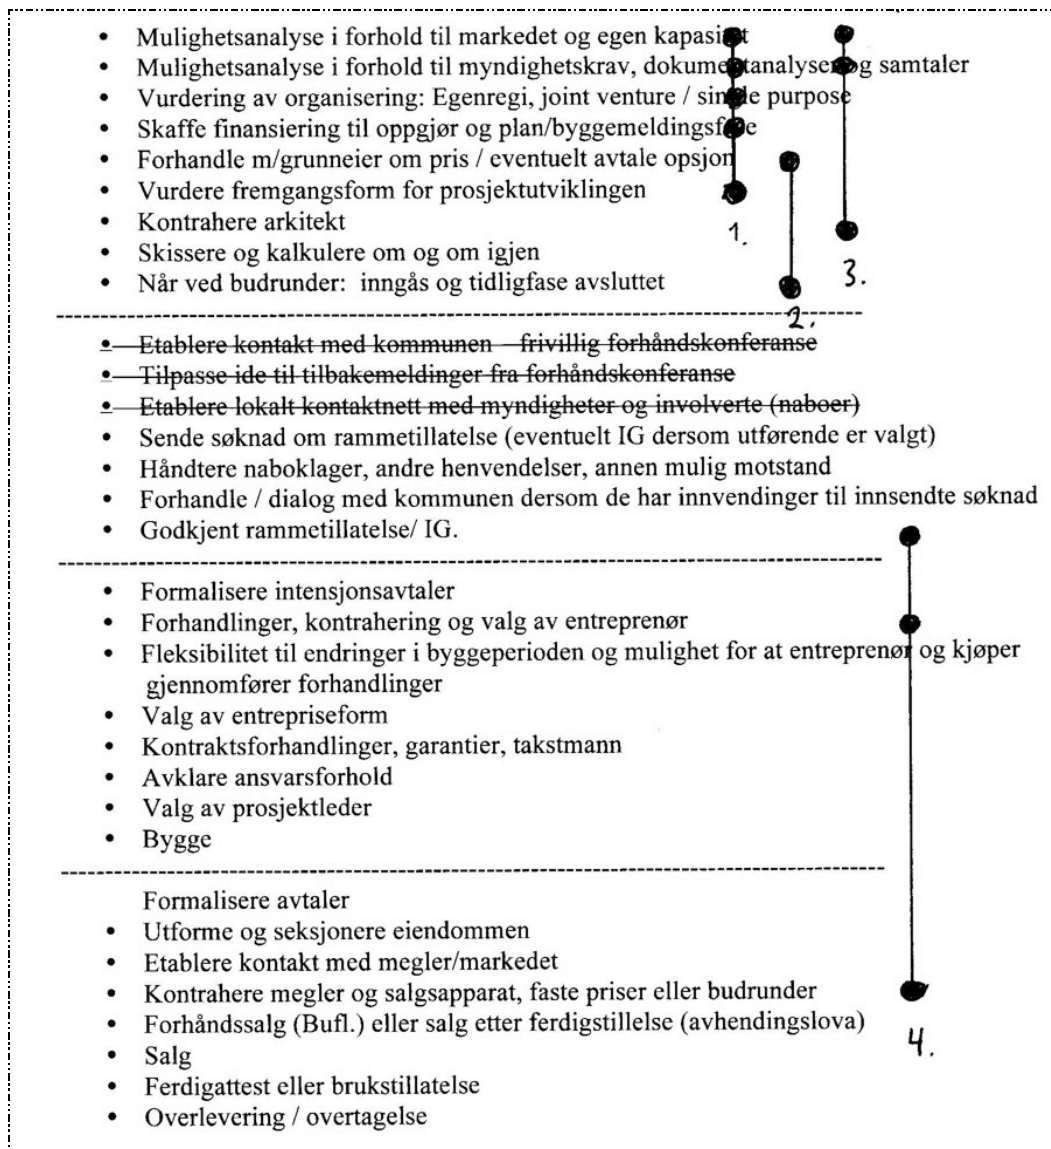 • Mulighetsanalyse i forhold til markedet og egen kapasitet
• Mulighetsanalyse i forhold til myndighetskrav, dokumentanalyser og samtaler
• Vurdering av organisering: Egenregi, joint venture / single purpose
• Skaffe finansiering til oppgjør og plan/byggemeldingsfase
• Forhandle m/grunneier om pris / eventuelt avtale opsjon
• Vurdere fremgangsform for prosjektutviklingen
• Kontrahere arkitekt
1.
• Skissere og kalkulere om og om igjen
3.
• Når ved budrunder: inngås og tidligfase avsluttet
2.
• Etablere kontakt med kommunen – frivillig forhåndskonferanse
• Tilpasse ide til tilbakemeldinger fra forhåndskonferanse
• Etablere lokalt kontaktnett med myndigheter og involverte (naboer)
• Sende søknad om rammetillatelse (eventuelt IG dersom utførende er valgt)
• Håndtere naboklager, andre henvendelser, annen mulig motstand
• Forhandle / dialog med kommunen dersom de har innvendinger til innsendte søknad
• Godkjent rammetillatelse/ IG.
• Formalisere intensjonsavtaler
• Forhandlinger, kontrahering og valg av entreprenør
• Fleksibilitet til endringer i byggeperioden og mulighet for at entreprenør og kjøper
gjennomfører forhandlinger
• Valg av entrepriseform
• Kontraktsforhandlinger, garantier, takstmann
• Avklare ansvarsforhold
• Valg av prosjektleder
• Bygge
Formalisere avtaler
• Utforme og seksjonere eiendommen
• Etablere kontakt med megler/markedet
• Kontrahere megler og salgsapparat, faste priser eller budrunder
• Forhåndssalg (Bufl.) eller salg etter ferdigstillelse (avhendingslova)
4.
• Salg
• Ferdigattest eller brukstillatelse
• Overlevering / overtagelse